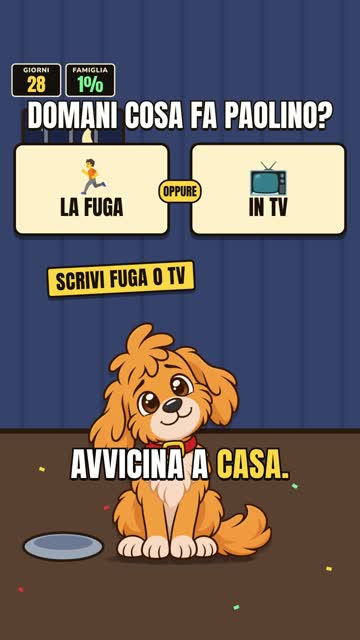 GIORNI
28
FAMIGLIA
1%
DOMANI COSA FA PAOLINO?
LA FUGA
OPPURE
IN TV
SCRIVI FUGA O TV
AVVICINA A CASA.